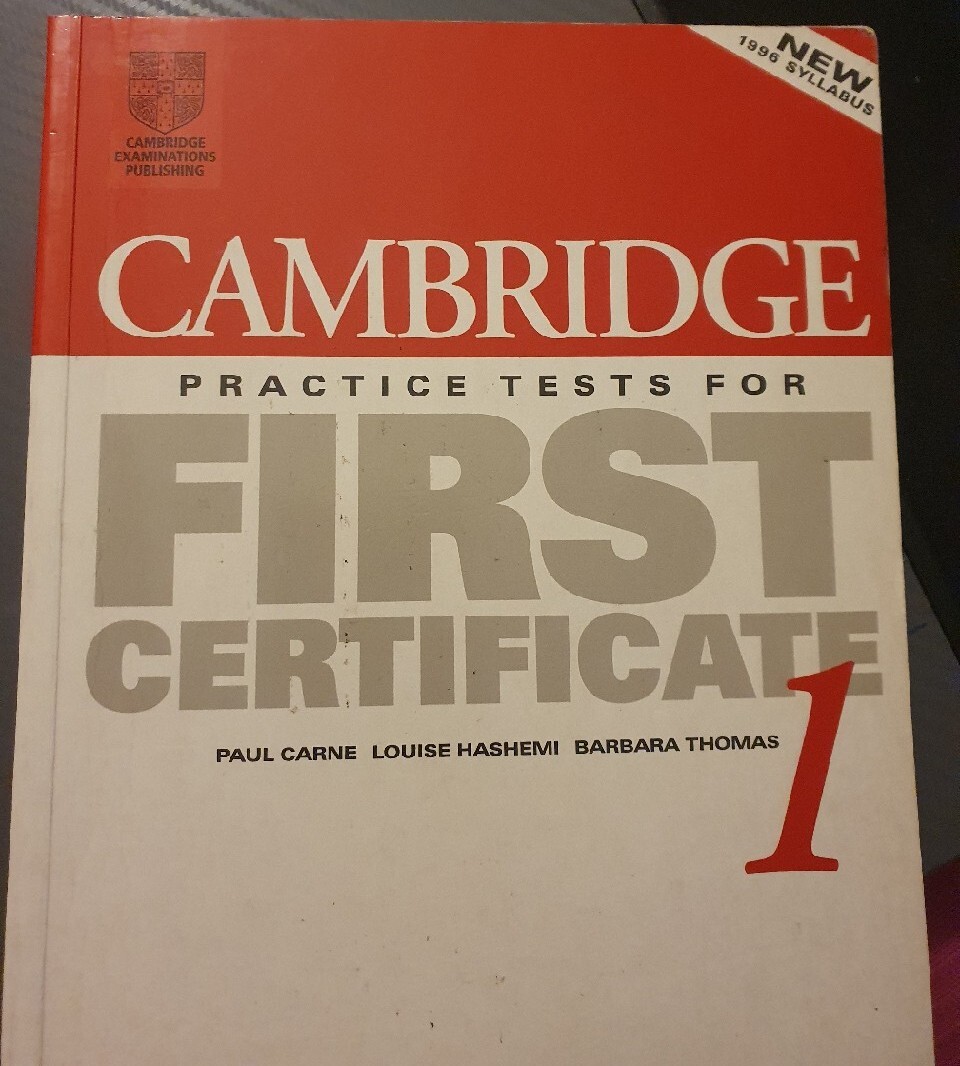 NEW
1996 SYLLABUS
CAMBRIDGE
EXAMINATIONS
PUBLISHING
CAMBRIDGE
PRACTICE TESTS FOR
FIRST
CERTIFICATE
1
PAUL CARNE LOUISE HASHEMI BARBARA THOMAS